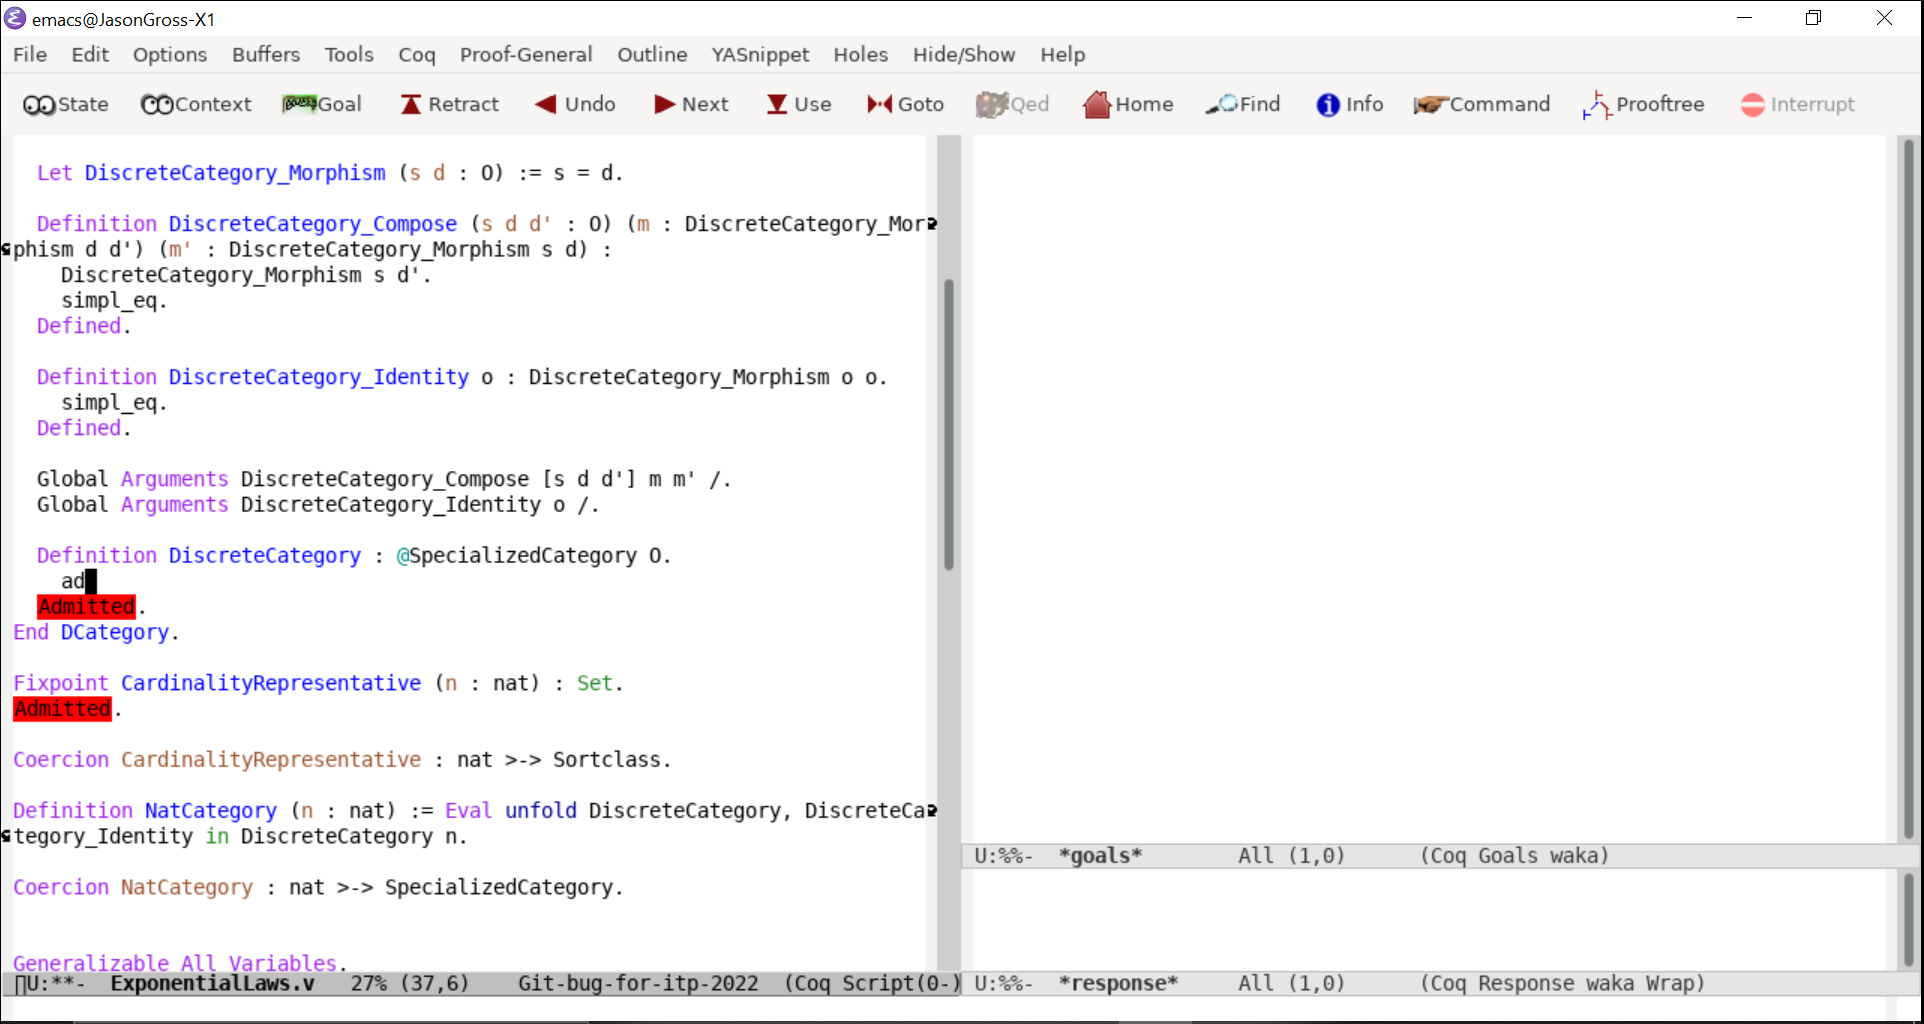 emacs@JasonGross-X1
File Edit Options Buffers Tools Coq Proof-General Outline YASnippet Holes Hide/Show Help
State Context Goal Retract Undo Next Use Goto Qed Home Find Info Command Prooftree Interrupt
Let DiscreteCategory_Morphism (s d : O) := s = d.
Definition DiscreteCategory_Compose (s d d' : O) (m : DiscreteCategory_Mor
phism d d') (m' : DiscreteCategory_Morphism s d) :
DiscreteCategory_Morphism s d'.
simpl_eq.
Defined.
Definition DiscreteCategory_Identity o : DiscreteCategory_Morphism o o.
simpl_eq.
Defined.
Global Arguments DiscreteCategory_Compose [s d d'] m m' /.
Global Arguments DiscreteCategory_Identity o /.
Definition DiscreteCategory : @SpecializedCategory O.
ad
Admitted.
End DCategory.
Fixpoint CardinalityRepresentative (n : nat) : Set.
Admitted.
Coercion CardinalityRepresentative : nat >-> Sortclass.
Definition NatCategory (n : nat) := Eval unfold DiscreteCategory, DiscreteCa
tegory_Identity in DiscreteCategory n.
Coercion NatCategory : nat >-> SpecializedCategory.
Generalizable All Variables.
U:**- ExponentialLaws.v 27% (37,6) Git-bug-for-itp-2022 (Coq Script(0-)
U:%%- *goals* All (1,0) (Coq Goals waka)
U:%%- *response* All (1,0) (Coq Response waka Wrap)